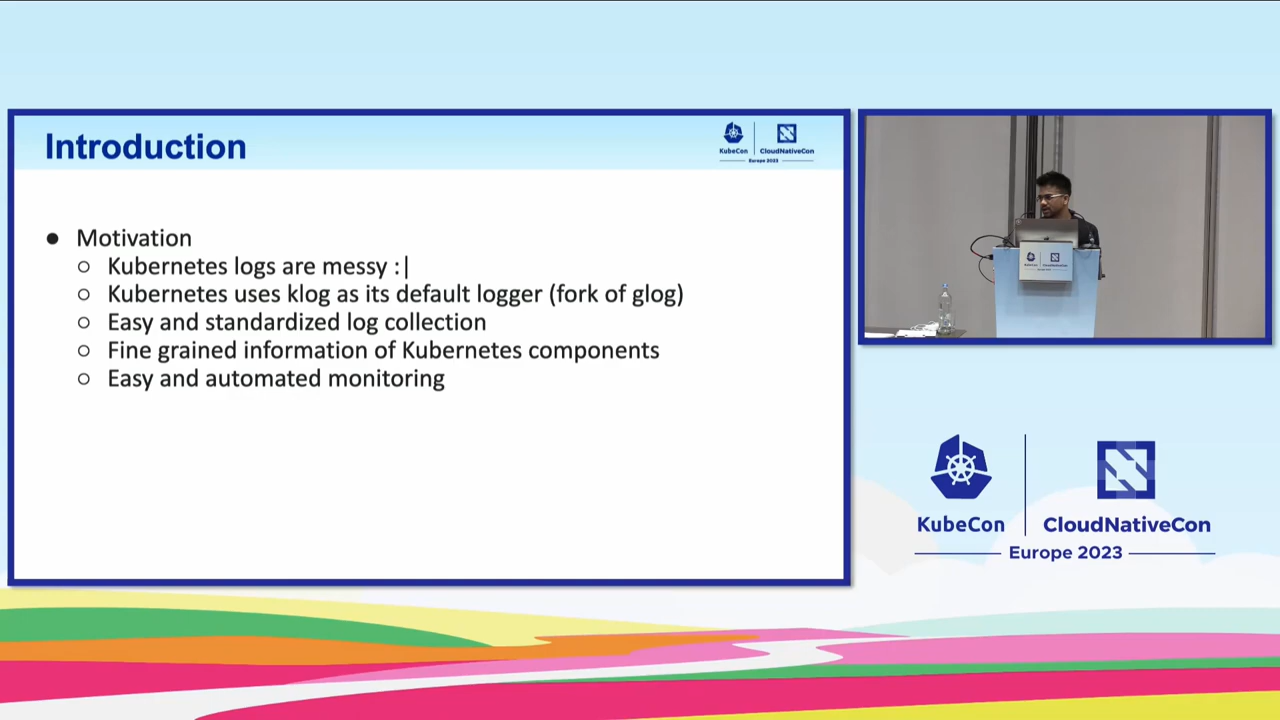 Introduction
KubeCon
CloudNativeCon
Europe 2023
● Motivation
○ Kubernetes logs are messy :|
○ Kubernetes uses klog as its default logger (fork of glog)
○ Easy and standardized log collection
○ Fine grained information of Kubernetes components
○ Easy and automated monitoring
KubeCon
CloudNativeCon
Europe 2023